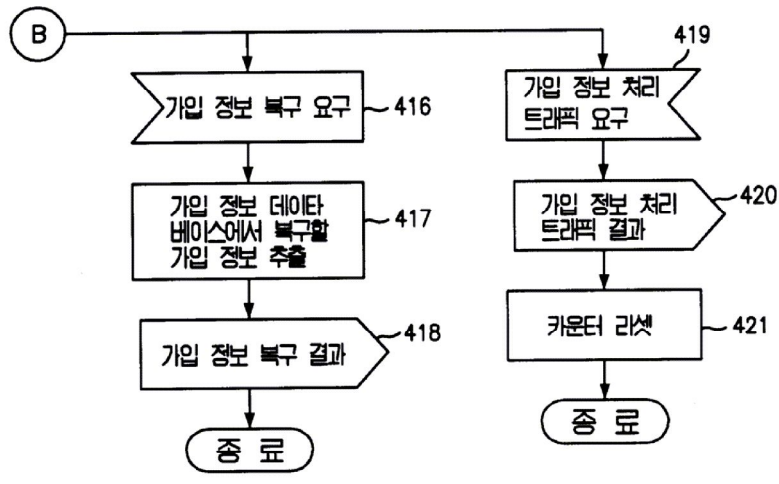 B
가입 정보 복구 요구
416
가입 정보 데이타
베이스에서 복구할
가입 정보 추출
417
가입 정보 복구 결과
418
종 료
419
가입 정보 처리
트래픽 요구
420
가입 정보 처리
트래픽 결과
카운터 리셋
421
종 료